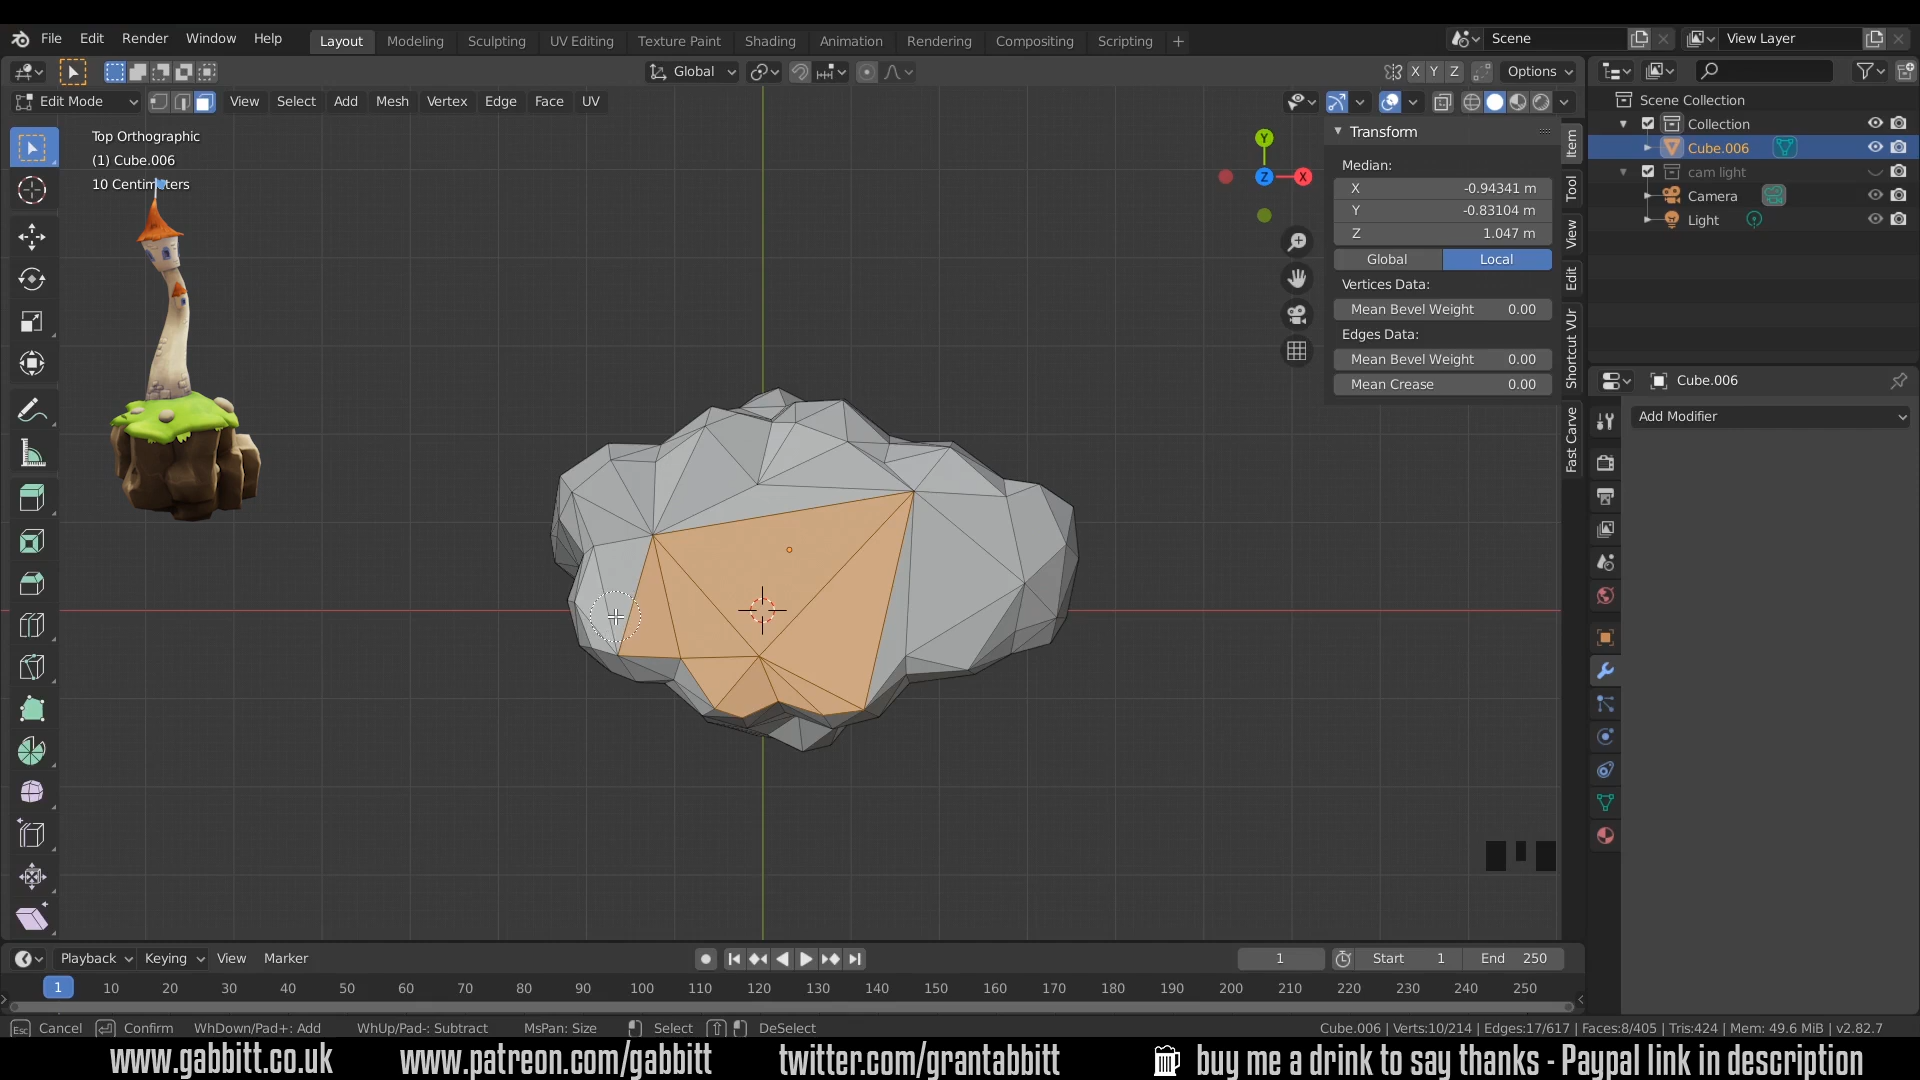 File Edit Render Window Help Layout Modeling Sculpting UV Editing Texture Paint Shading Animation Rendering Compositing Scripting + Scene View Layer
Global X Y Z Options
Edit Mode View Select Add Mesh Vertex Edge Face UV
Top Orthographic
(1) Cube.006
10 Centimeters
Y
Z
X
Transform
Median:
X -0.94341 m
Y -0.83104 m
Z 1.047 m
Global Local
Vertices Data:
Mean Bevel Weight 0.00
Edges Data:
Mean Bevel Weight 0.00
Mean Crease 0.00
Item
Tool
View
Edit
Shortcut VUr
Fast Carve
Scene Collection
Collection
Cube.006
cam light
Camera
Light
Cube.006
Add Modifier
Playback Keying View Marker 1 Start 1 End 250
1 10 20 30 40 50 60 70 80 90 100 110 120 130 140 150 160 170 180 190 200 210 220 230 240 250
Esc Cancel Confirm WhDown/Pad+: Add WhUp/Pad-: Subtract MsPan: Size Select DeSelect Cube.006 | Verts:10/214 | Edges:17/617 | Faces:8/405 | Tris:424 | Mem: 49.6 MiB | v2.82.7
www.gabbitt.co.uk www.patreon.com/gabbitt twitter.com/grantabbitt buy me a drink to say thanks - Paypal link in description